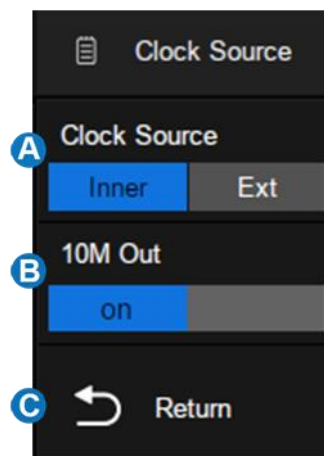 Clock Source
A
Clock Source
Inner Ext
B
10M Out
on
C
Return